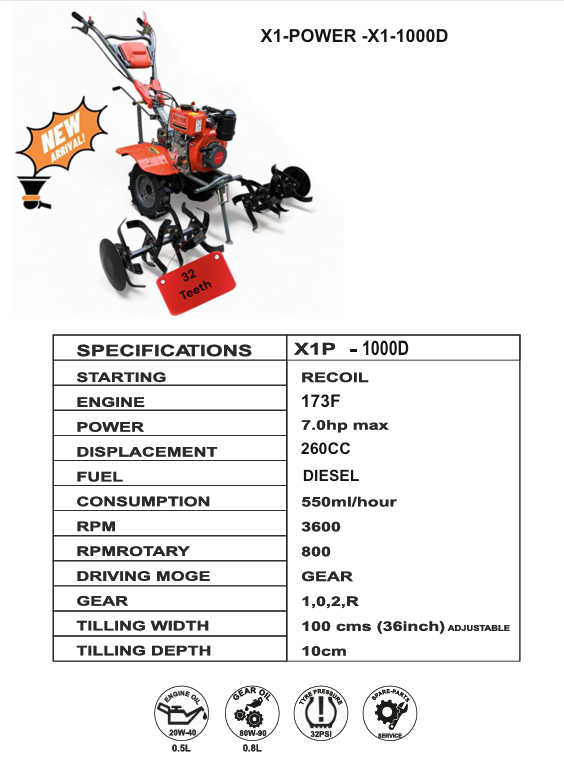 X1-POWER -X1-1000D
NEW
ARRIVAL!
32
Teeth
SPECIFICATIONS X1P - 1000D
STARTING RECOIL
ENGINE 173F
POWER 7.0hp max
DISPLACEMENT 260CC
FUEL DIESEL
CONSUMPTION 550ml/hour
RPM 3600
RPMROTARY 800
DRIVING MOGE GEAR
GEAR 1,0,2,R
TILLING WIDTH 100 cms (36inch) ADJUSTABLE
TILLING DEPTH 10cm
ENGINE OIL
20W-40
0.5L
GEAR OIL
80W-90
0.8L
TYRE PRESSURE
32PSI
SPARE-PARTS
SERVICE